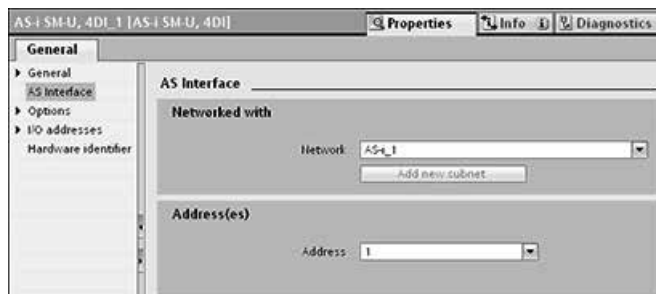 AS-i SM-U, 4DI_1 [AS-i SM-U, 4DI]
Properties
Info
Diagnostics
General
General
AS Interface
Options
I/O addresses
Hardware identifier
AS Interface
Networked with
Network
AS-i_1
Add new subnet
Address(es)
Address
1